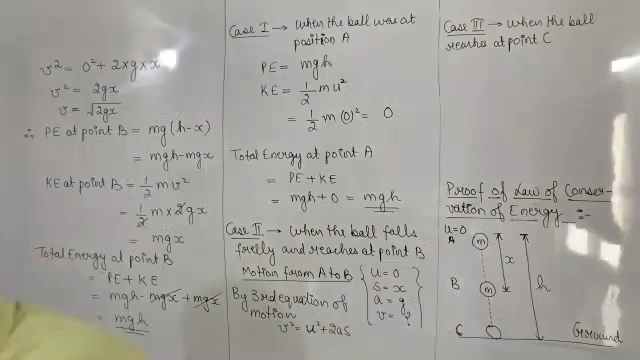 v² = 0² + 2×g×x
v² = 2gx
v = √2gx
∴ PE at point B = mg(h-x)
= mgh-mgx
KE at point B = 1/2 mv²
= 1/2 m×2gx
= mgx
Total Energy at point B
= PE + KE
= mgh-mgx+mgx
= mgh
Case I → when the ball was at
position A
PE = mgh
KE = 1/2 mu²
= 1/2 m(0)² = 0
Total Energy at point A
= PE + KE
= mgh+0 = mgh
Case II → when the ball falls
freely and reaches at point B
Motion from A to B
u = 0
s = x
a = g
v = ?
By 3rd equation of
motion
v² = u²+2as
Case III → when the ball
reaches at point C
Proof of Law of Conser-
vation of Energy :-
u=0
A
m
x
h
B
m
C
Ground